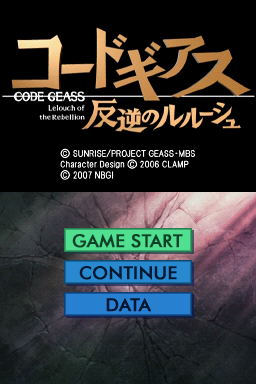 コードギアス
CODE GEASS
Lelouch of
the Rebellion
反逆のルルーシュ
© SUNRISE/PROJECT GEASS-MBS
Character Design © 2006 CLAMP
© 2007 NBGI
GAME START
CONTINUE
DATA